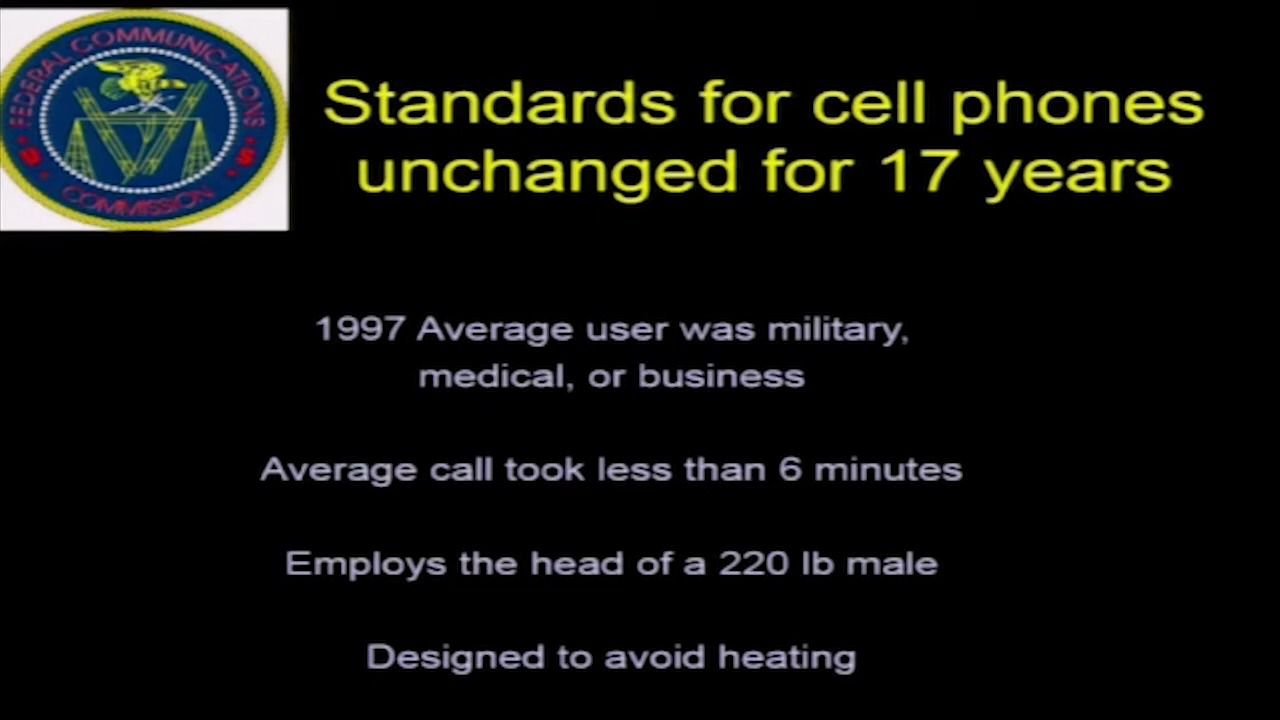 FEDERAL COMMUNICATIONS
COMMISSION
Standards for cell phones
unchanged for 17 years
1997 Average user was military,
medical, or business
Average call took less than 6 minutes
Employs the head of a 220 lb male
Designed to avoid heating